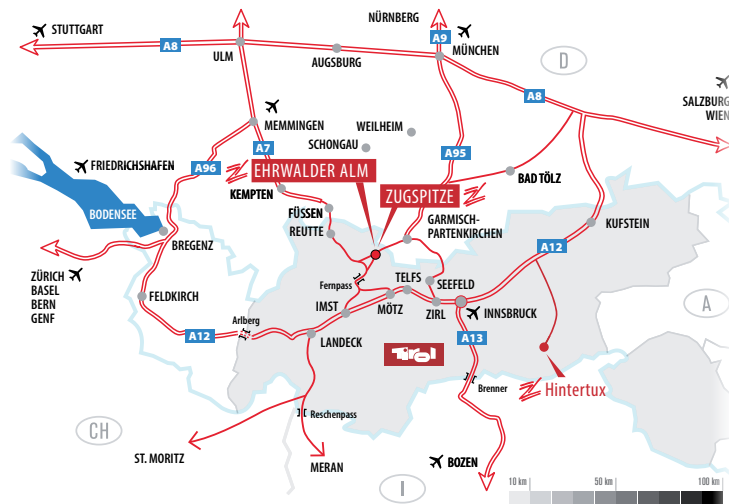 NÜRNBERG
STUTTGART
A8
ULM
AUGSBURG
A9
MÜNCHEN
D
A8
SALZBURG
WIEN
MEMMINGEN
WEILHEIM
SCHONGAU
A7
A95
FRIEDRICHSHAFEN
A96
EHRWALDER ALM
ZUGSPITZE
BAD TÖLZ
KEMPTEN
BODENSEE
BREGENZ
FÜSSEN
REUTTE
GARMISCH-
PARTENKIRCHEN
KUFSTEIN
A12
ZÜRICH
BASEL
BERN
GENF
FELDKIRCH
Fernpass
TELFS
SEEFELD
IMST
MÖTZ
ZIRL
INNSBRUCK
A
Arlberg
A12
LANDECK
Tirol
A13
Brenner
Hintertux
Reschenpass
CH
ST. MORITZ
MERAN
I
BOZEN
10 km
50 km
100 km